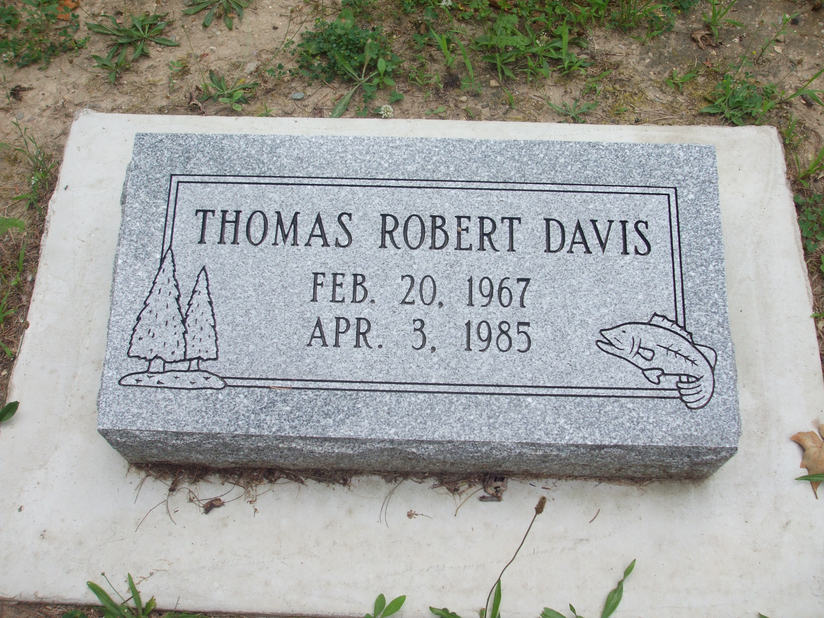 THOMAS ROBERT DAVIS
FEB. 20, 1967
APR. 3, 1985